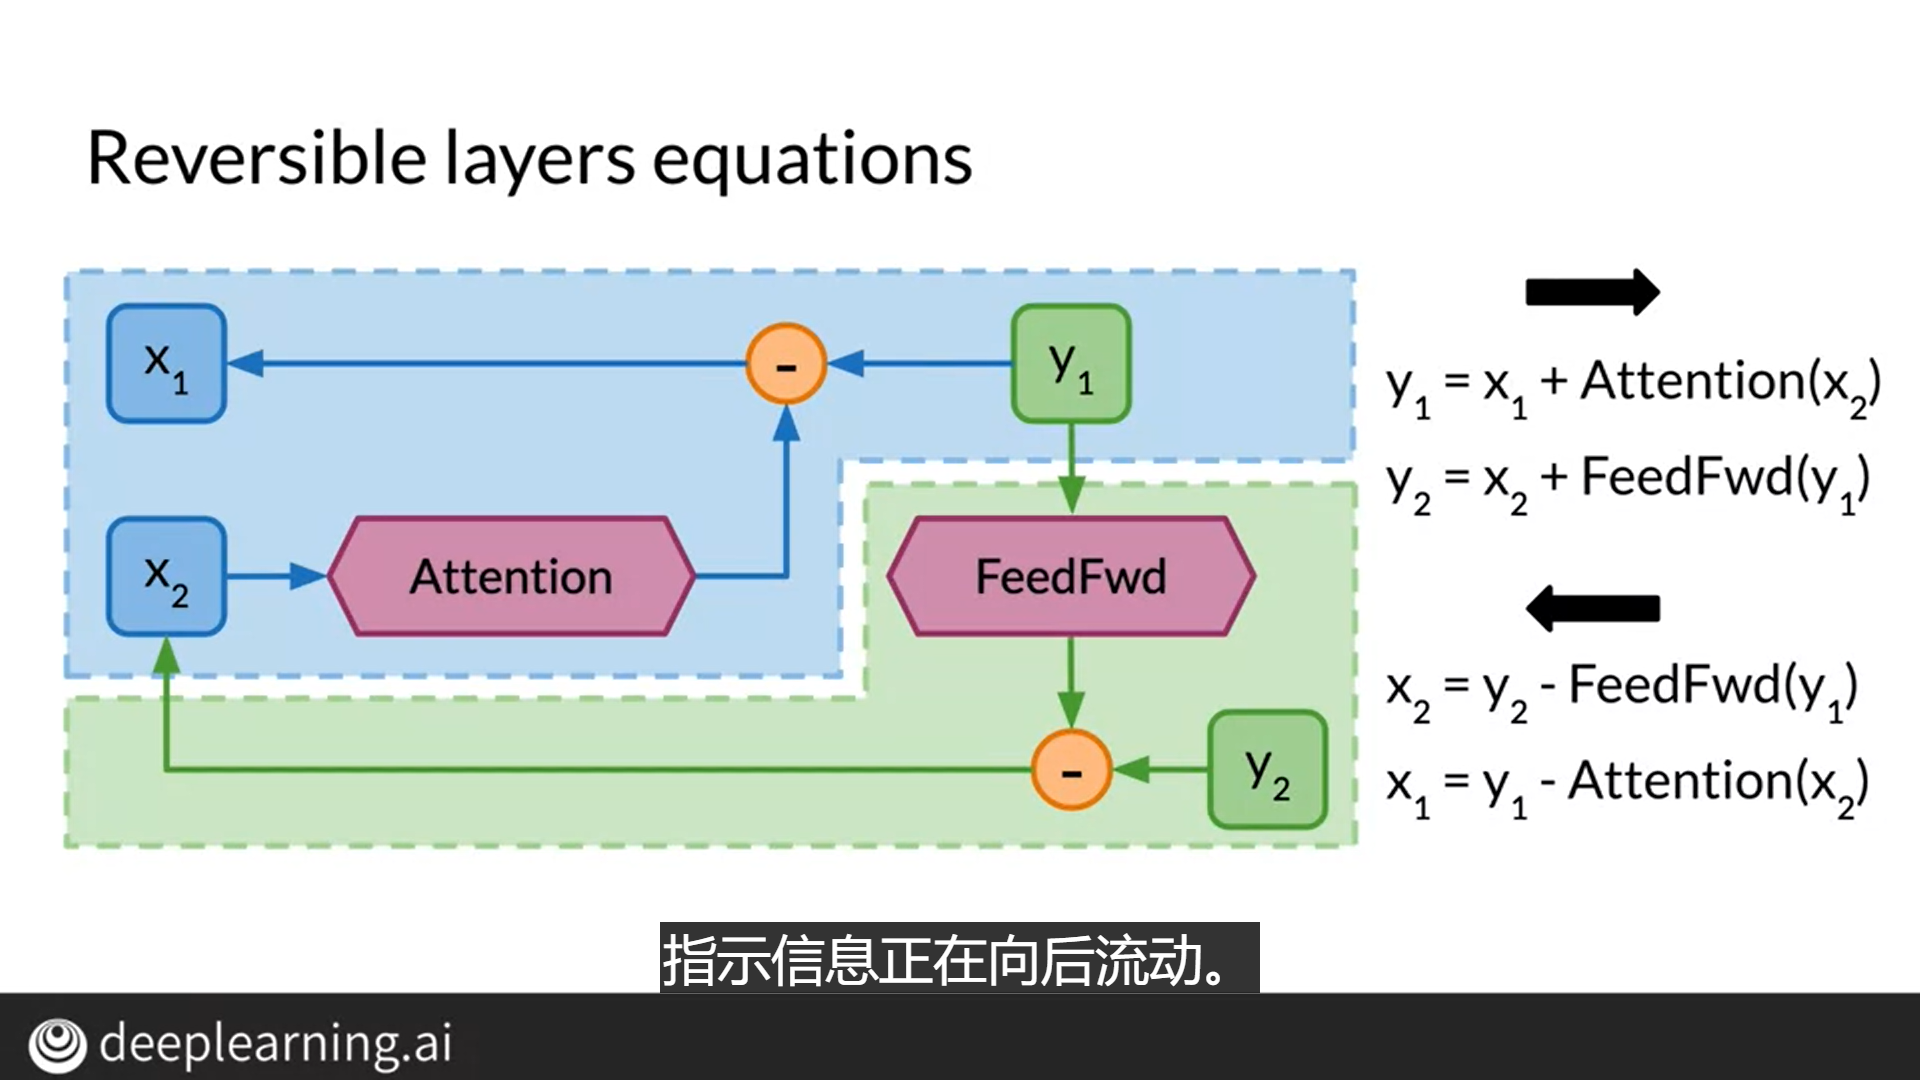 Reversible layers equations
x₁
-
y₁
y₁ = x₁ + Attention(x₂)
y₂ = x₂ + FeedFwd(y₁)
x₂
Attention
FeedFwd
x₂ = y₂ - FeedFwd(y₁)
x₁ = y₁ - Attention(x₂)
-
y₂
指示信息正在向后流动。
deeplearning.ai